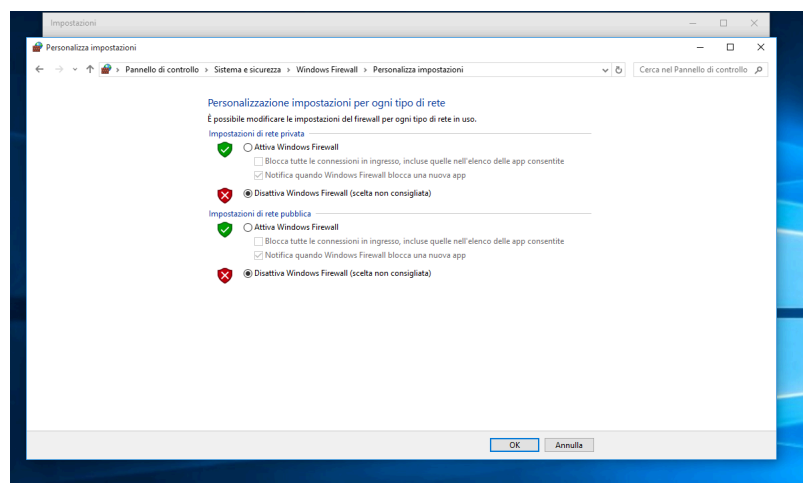 Impostazioni
Personalizza impostazioni
Pannello di controllo › Sistema e sicurezza › Windows Firewall › Personalizza impostazioni
Cerca nel Pannello di controllo
Personalizzazione impostazioni per ogni tipo di rete
È possibile modificare le impostazioni del firewall per ogni tipo di rete in uso.
Impostazioni di rete privata
Attiva Windows Firewall
Blocca tutte le connessioni in ingresso, incluse quelle nell'elenco delle app consentite
Notifica quando Windows Firewall blocca una nuova app
Disattiva Windows Firewall (scelta non consigliata)
Impostazioni di rete pubblica
Attiva Windows Firewall
Blocca tutte le connessioni in ingresso, incluse quelle nell'elenco delle app consentite
Notifica quando Windows Firewall blocca una nuova app
Disattiva Windows Firewall (scelta non consigliata)
OK Annulla